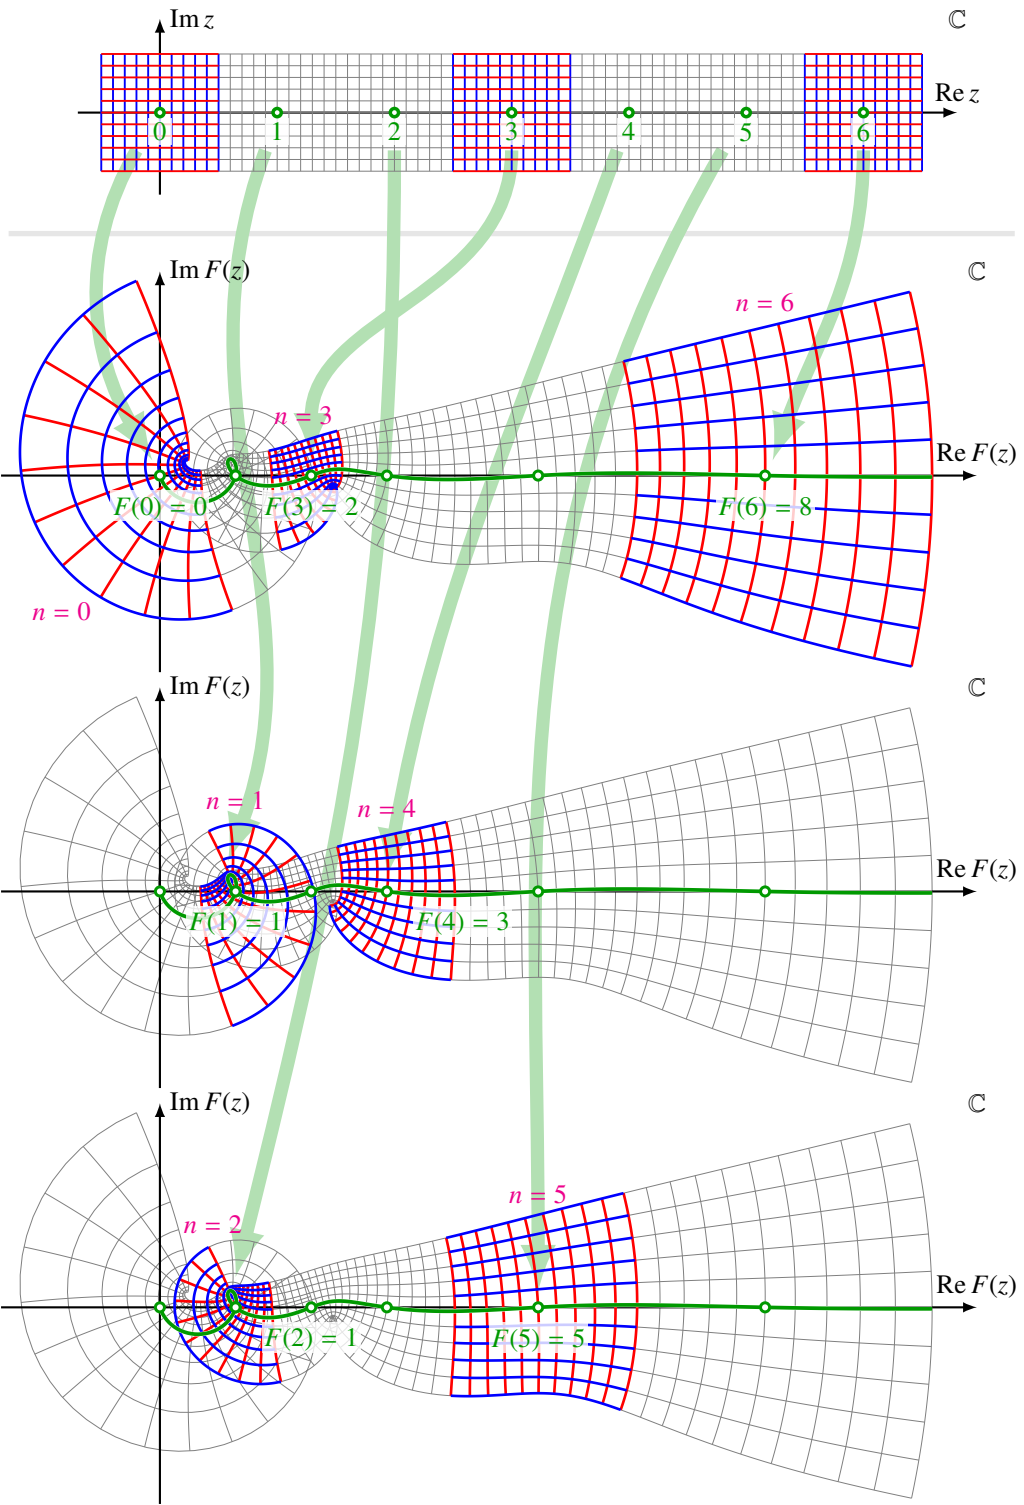 Im z
ℂ
Re z
0 1 2 3 4 5 6
Im F(z)
ℂ
n = 6
n = 3
Re F(z)
F(0) = 0 F(3) = 2 F(6) = 8
n = 0
Im F(z)
ℂ
n = 1 n = 4
Re F(z)
F(1) = 1 F(4) = 3
Im F(z)
ℂ
n = 5
n = 2
Re F(z)
F(2) = 1 F(5) = 5